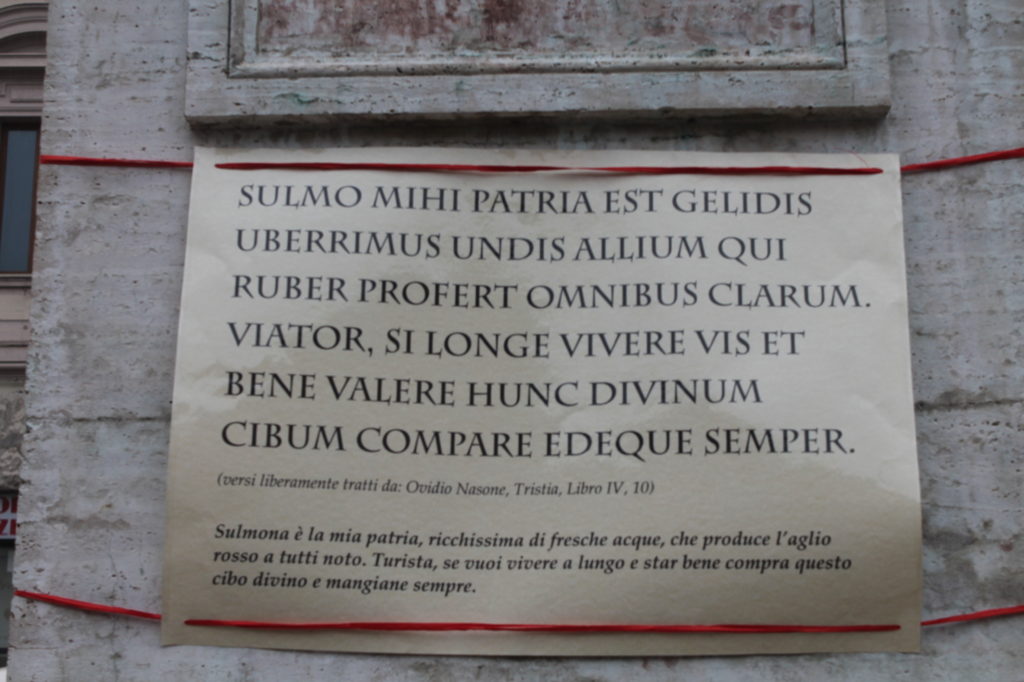 SULMO MIHI PATRIA EST GELIDIS
UBERRIMUS UNDIS ALLIUM QUI
RUBER PROFERT OMNIBUS CLARUM.
VIATOR, SI LONGE VIVERE VIS ET
BENE VALERE HUNC DIVINUM
CIBUM COMPARE EDEQUE SEMPER.
(versi liberamente tratti da: Ovidio Nasone, Tristia, Libro IV, 10)
Sulmona è la mia patria, ricchissima di fresche acque, che produce l'aglio
rosso a tutti noto. Turista, se vuoi vivere a lungo e star bene compra questo
cibo divino e mangiane sempre.